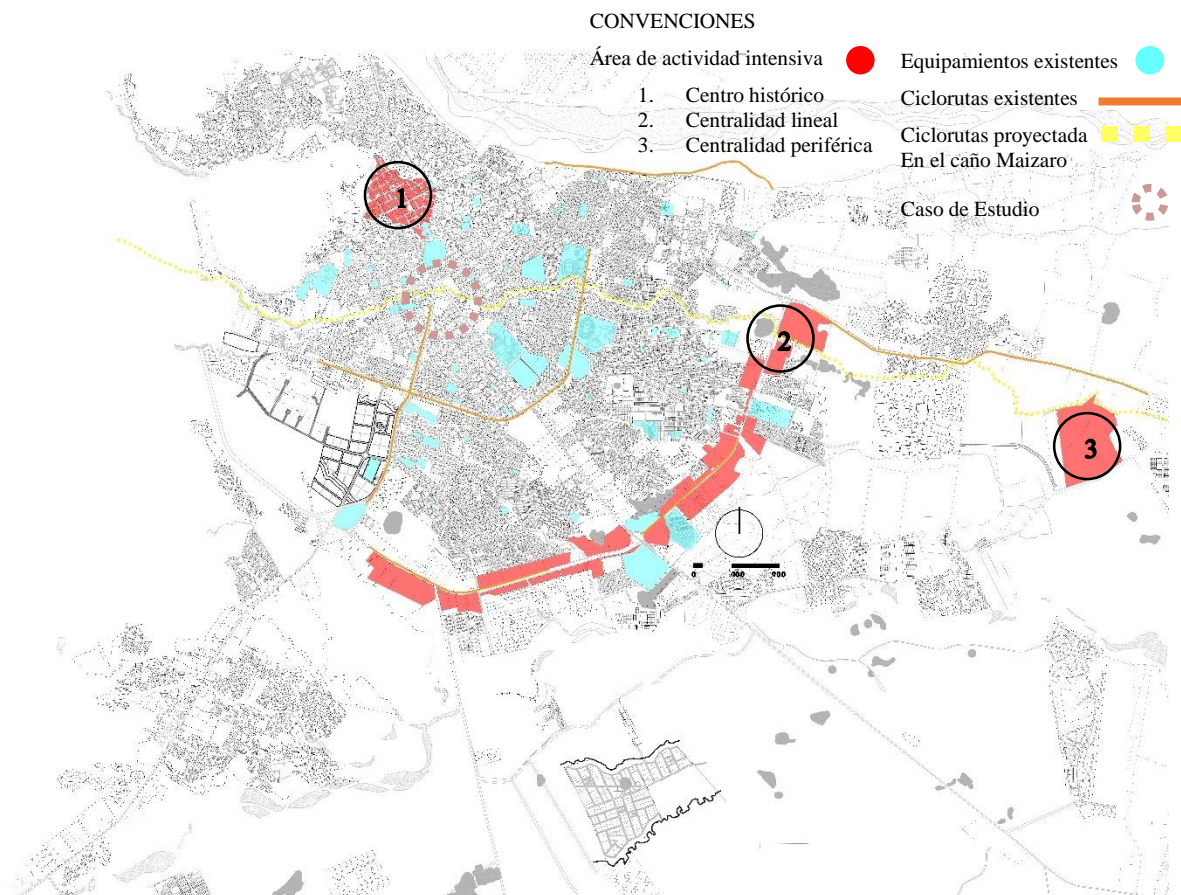 CONVENCIONES
Área de actividad intensiva
1. Centro histórico
2. Centralidad lineal
3. Centralidad periférica
Equipamientos existentes
Ciclorutas existentes
Ciclorutas proyectada
En el caño Maizaro
Caso de Estudio
1
2
3
0